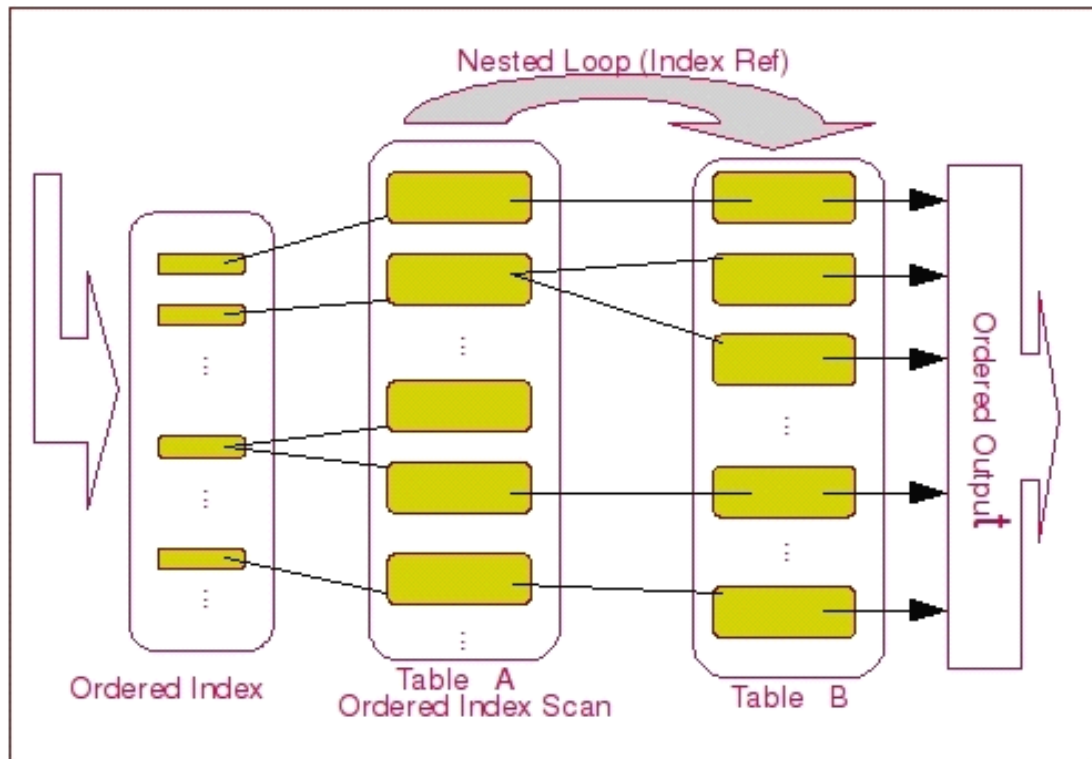 Nested Loop (Index Ref)
Ordered Index
Table A
Ordered Index Scan
Table B
Ordered Output